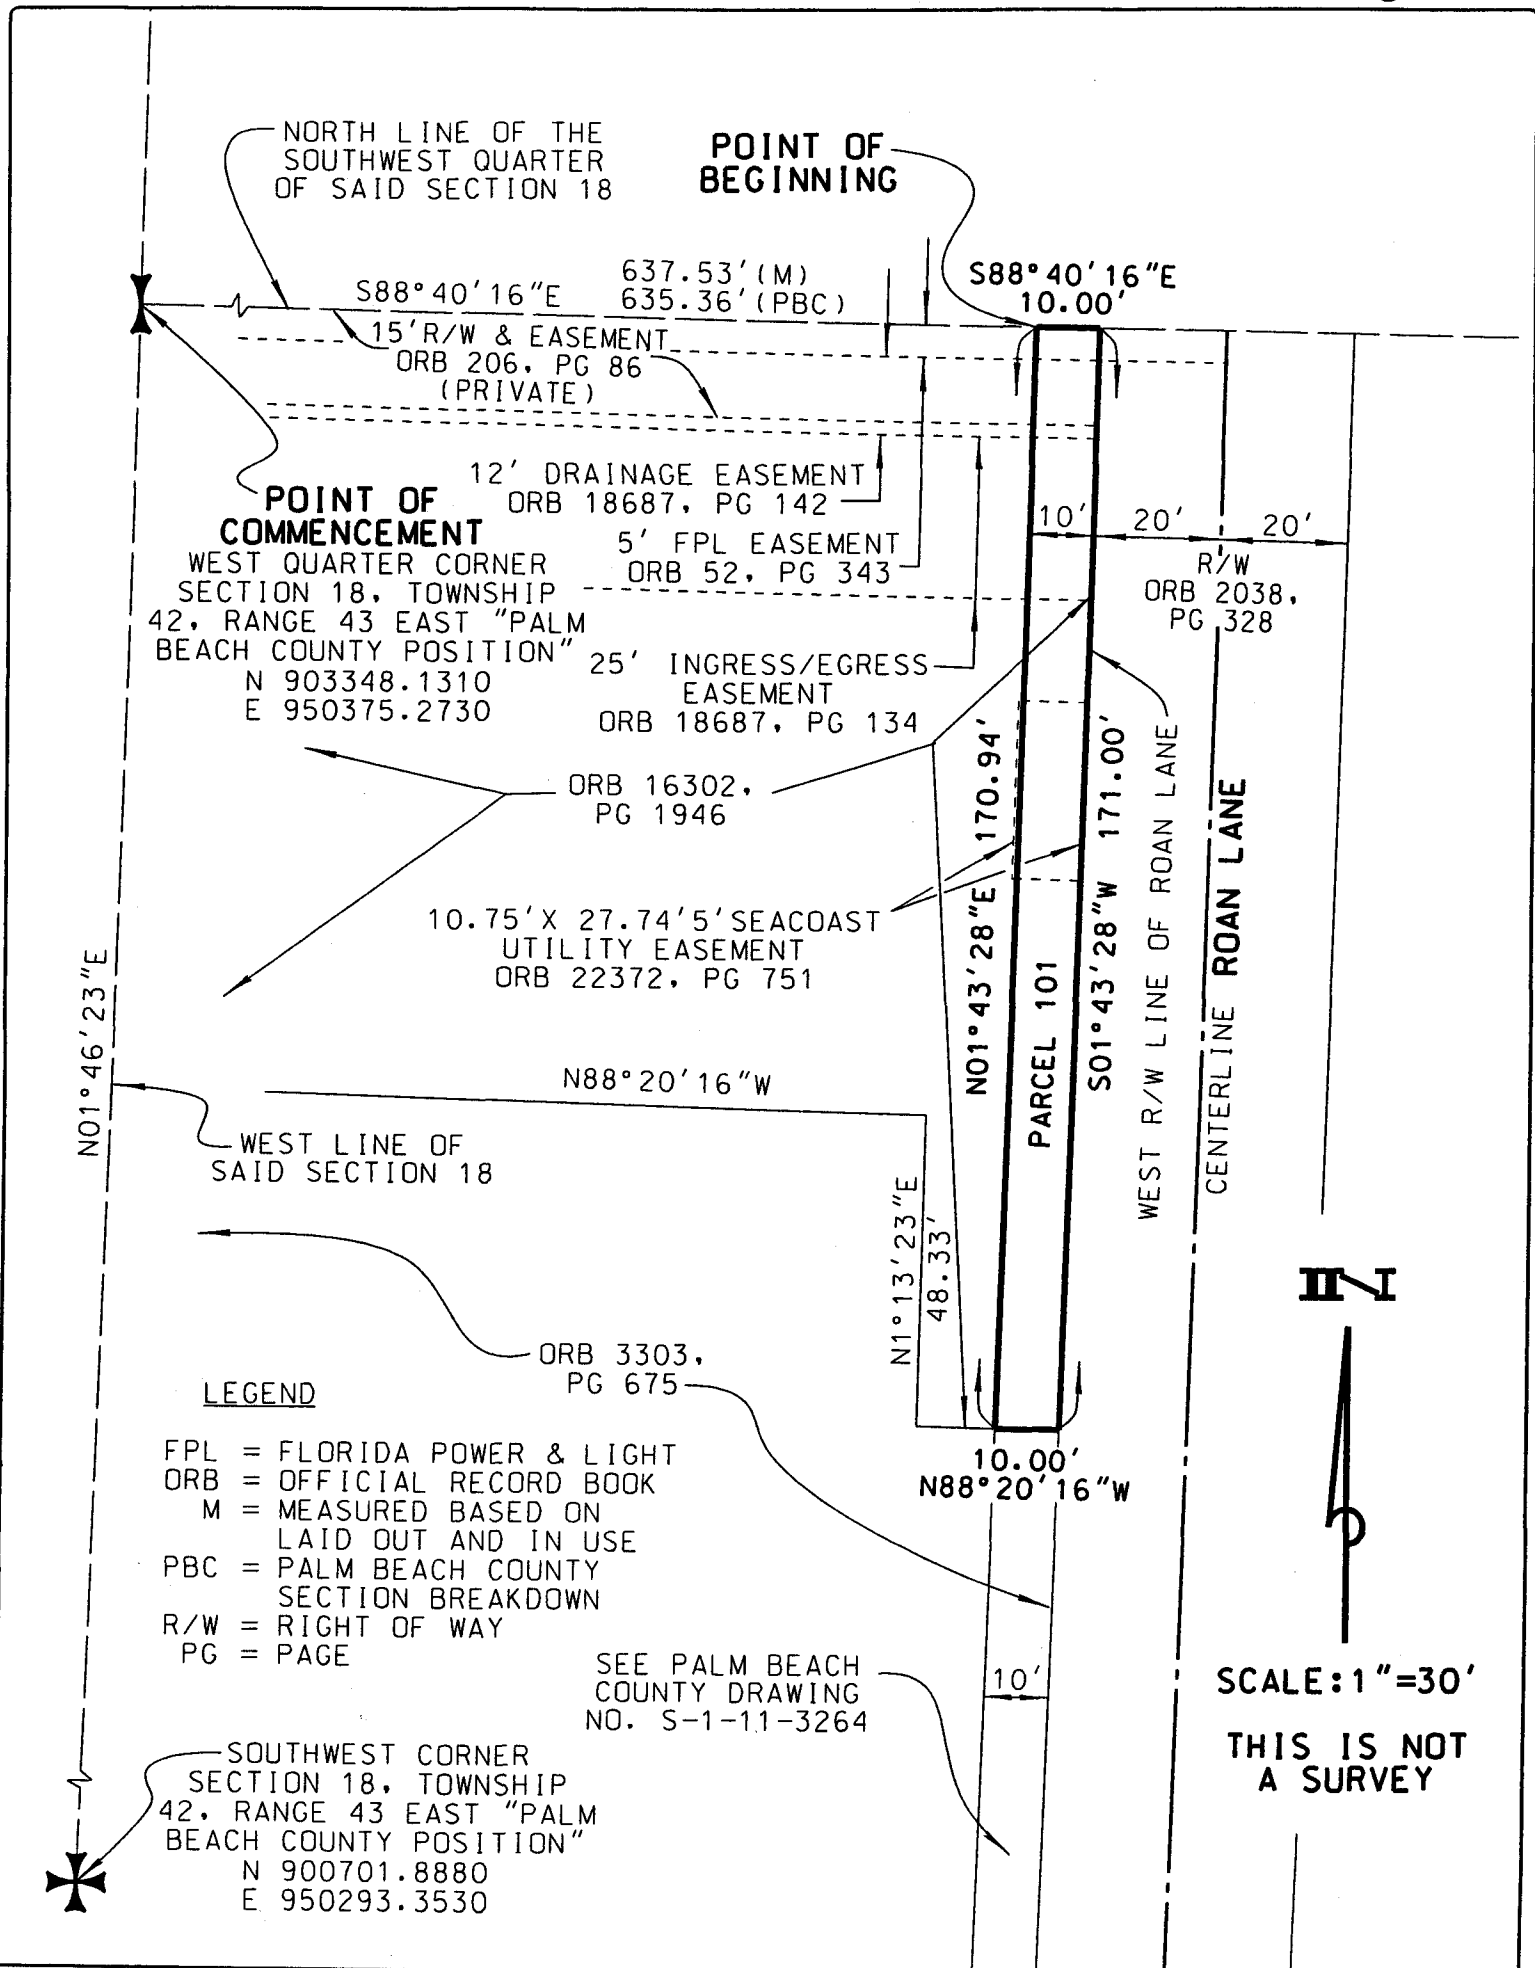 NORTH LINE OF THE
SOUTHWEST QUARTER
OF SAID SECTION 18
POINT OF
BEGINNING
S88°40'16"E
637.53'(M)
635.36'(PBC)
S88°40'16"E
10.00'
15'R/W & EASEMENT
ORB 206, PG 86
(PRIVATE)
12' DRAINAGE EASEMENT
ORB 18687, PG 142
POINT OF
COMMENCEMENT
WEST QUARTER CORNER
SECTION 18, TOWNSHIP
42, RANGE 43 EAST "PALM
BEACH COUNTY POSITION"
N 903348.1310
E 950375.2730
5' FPL EASEMENT
ORB 52, PG 343
10'
20'
20'
R/W
ORB 2038,
PG 328
25' INGRESS/EGRESS
EASEMENT
ORB 18687, PG 134
ORB 16302,
PG 1946
10.75'X 27.74'5'SEACOAST
UTILITY EASEMENT
ORB 22372, PG 751
N01°43'28"E 170.94'
PARCEL 101
S01°43'28"W 171.00'
WEST R/W LINE OF ROAN LANE
CENTERLINE ROAN LANE
N01°46'23"E
N88°20'16"W
WEST LINE OF
SAID SECTION 18
N1°13'23"E
48.33'
ORB 3303,
PG 675
10.00'
N88°20'16"W
LEGEND
FPL = FLORIDA POWER & LIGHT
ORB = OFFICIAL RECORD BOOK
M = MEASURED BASED ON
LAID OUT AND IN USE
PBC = PALM BEACH COUNTY
SECTION BREAKDOWN
R/W = RIGHT OF WAY
PG = PAGE
SEE PALM BEACH
COUNTY DRAWING
NO. S-1-11-3264
10'
N
SCALE:1"=30'
THIS IS NOT
A SURVEY
SOUTHWEST CORNER
SECTION 18, TOWNSHIP
42, RANGE 43 EAST "PALM
BEACH COUNTY POSITION"
N 900701.8880
E 950293.3530